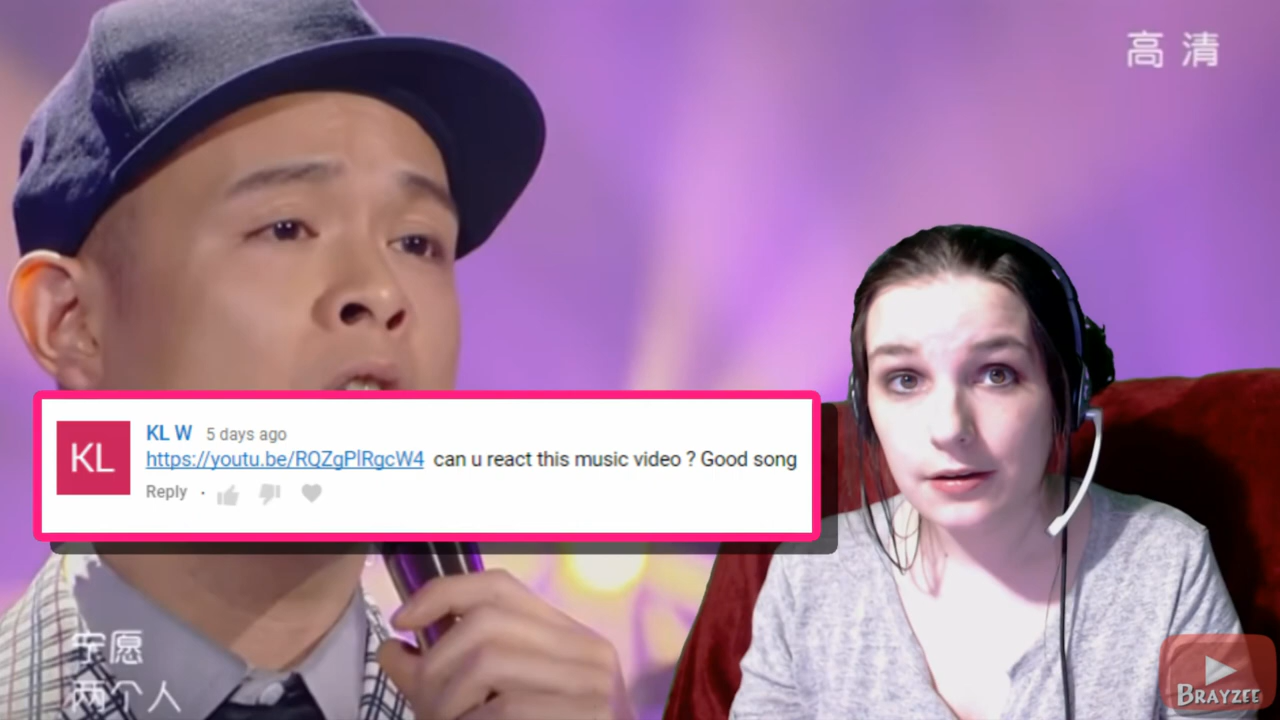 高清
KL
KL W 5 days ago
https://youtu.be/RQZgPlRgcW4 can u react this music video ? Good song
Reply ·
宁愿
两个人
BRAYZEE